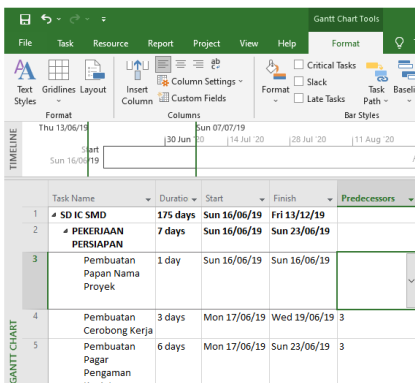 Gantt Chart Tools
File Task Resource Report Project View Help Format
Text Styles
Gridlines
Layout
Format
Insert Column
Column Settings
Custom Fields
Columns
Format
Critical Tasks
Slack
Late Tasks
Task Path
Bar Styles
TIMELINE
Thu 13/06/19 Sun 07/07/19
Start 30 Jun '20 14 Jul '20 28 Jul '20 11 Aug '20
Sun 16/06/19
Task Name Duratio Start Finish Predecessors
1 SD IC SMD 175 days Sun 16/06/19 Fri 13/12/19
2 PEKERJAAN 7 days Sun 16/06/19 Sun 23/06/19
PERSIAPAN
3 Pembuatan 1 day Sun 16/06/19 Sun 16/06/19
Papan Nama
Proyek
4 Pembuatan 3 days Mon 17/06/19 Wed 19/06/19 3
Cerobong Kerja
5 Pembuatan 6 days Mon 17/06/19 Sun 23/06/19 3
Pagar
Pengaman
GANTT CHART